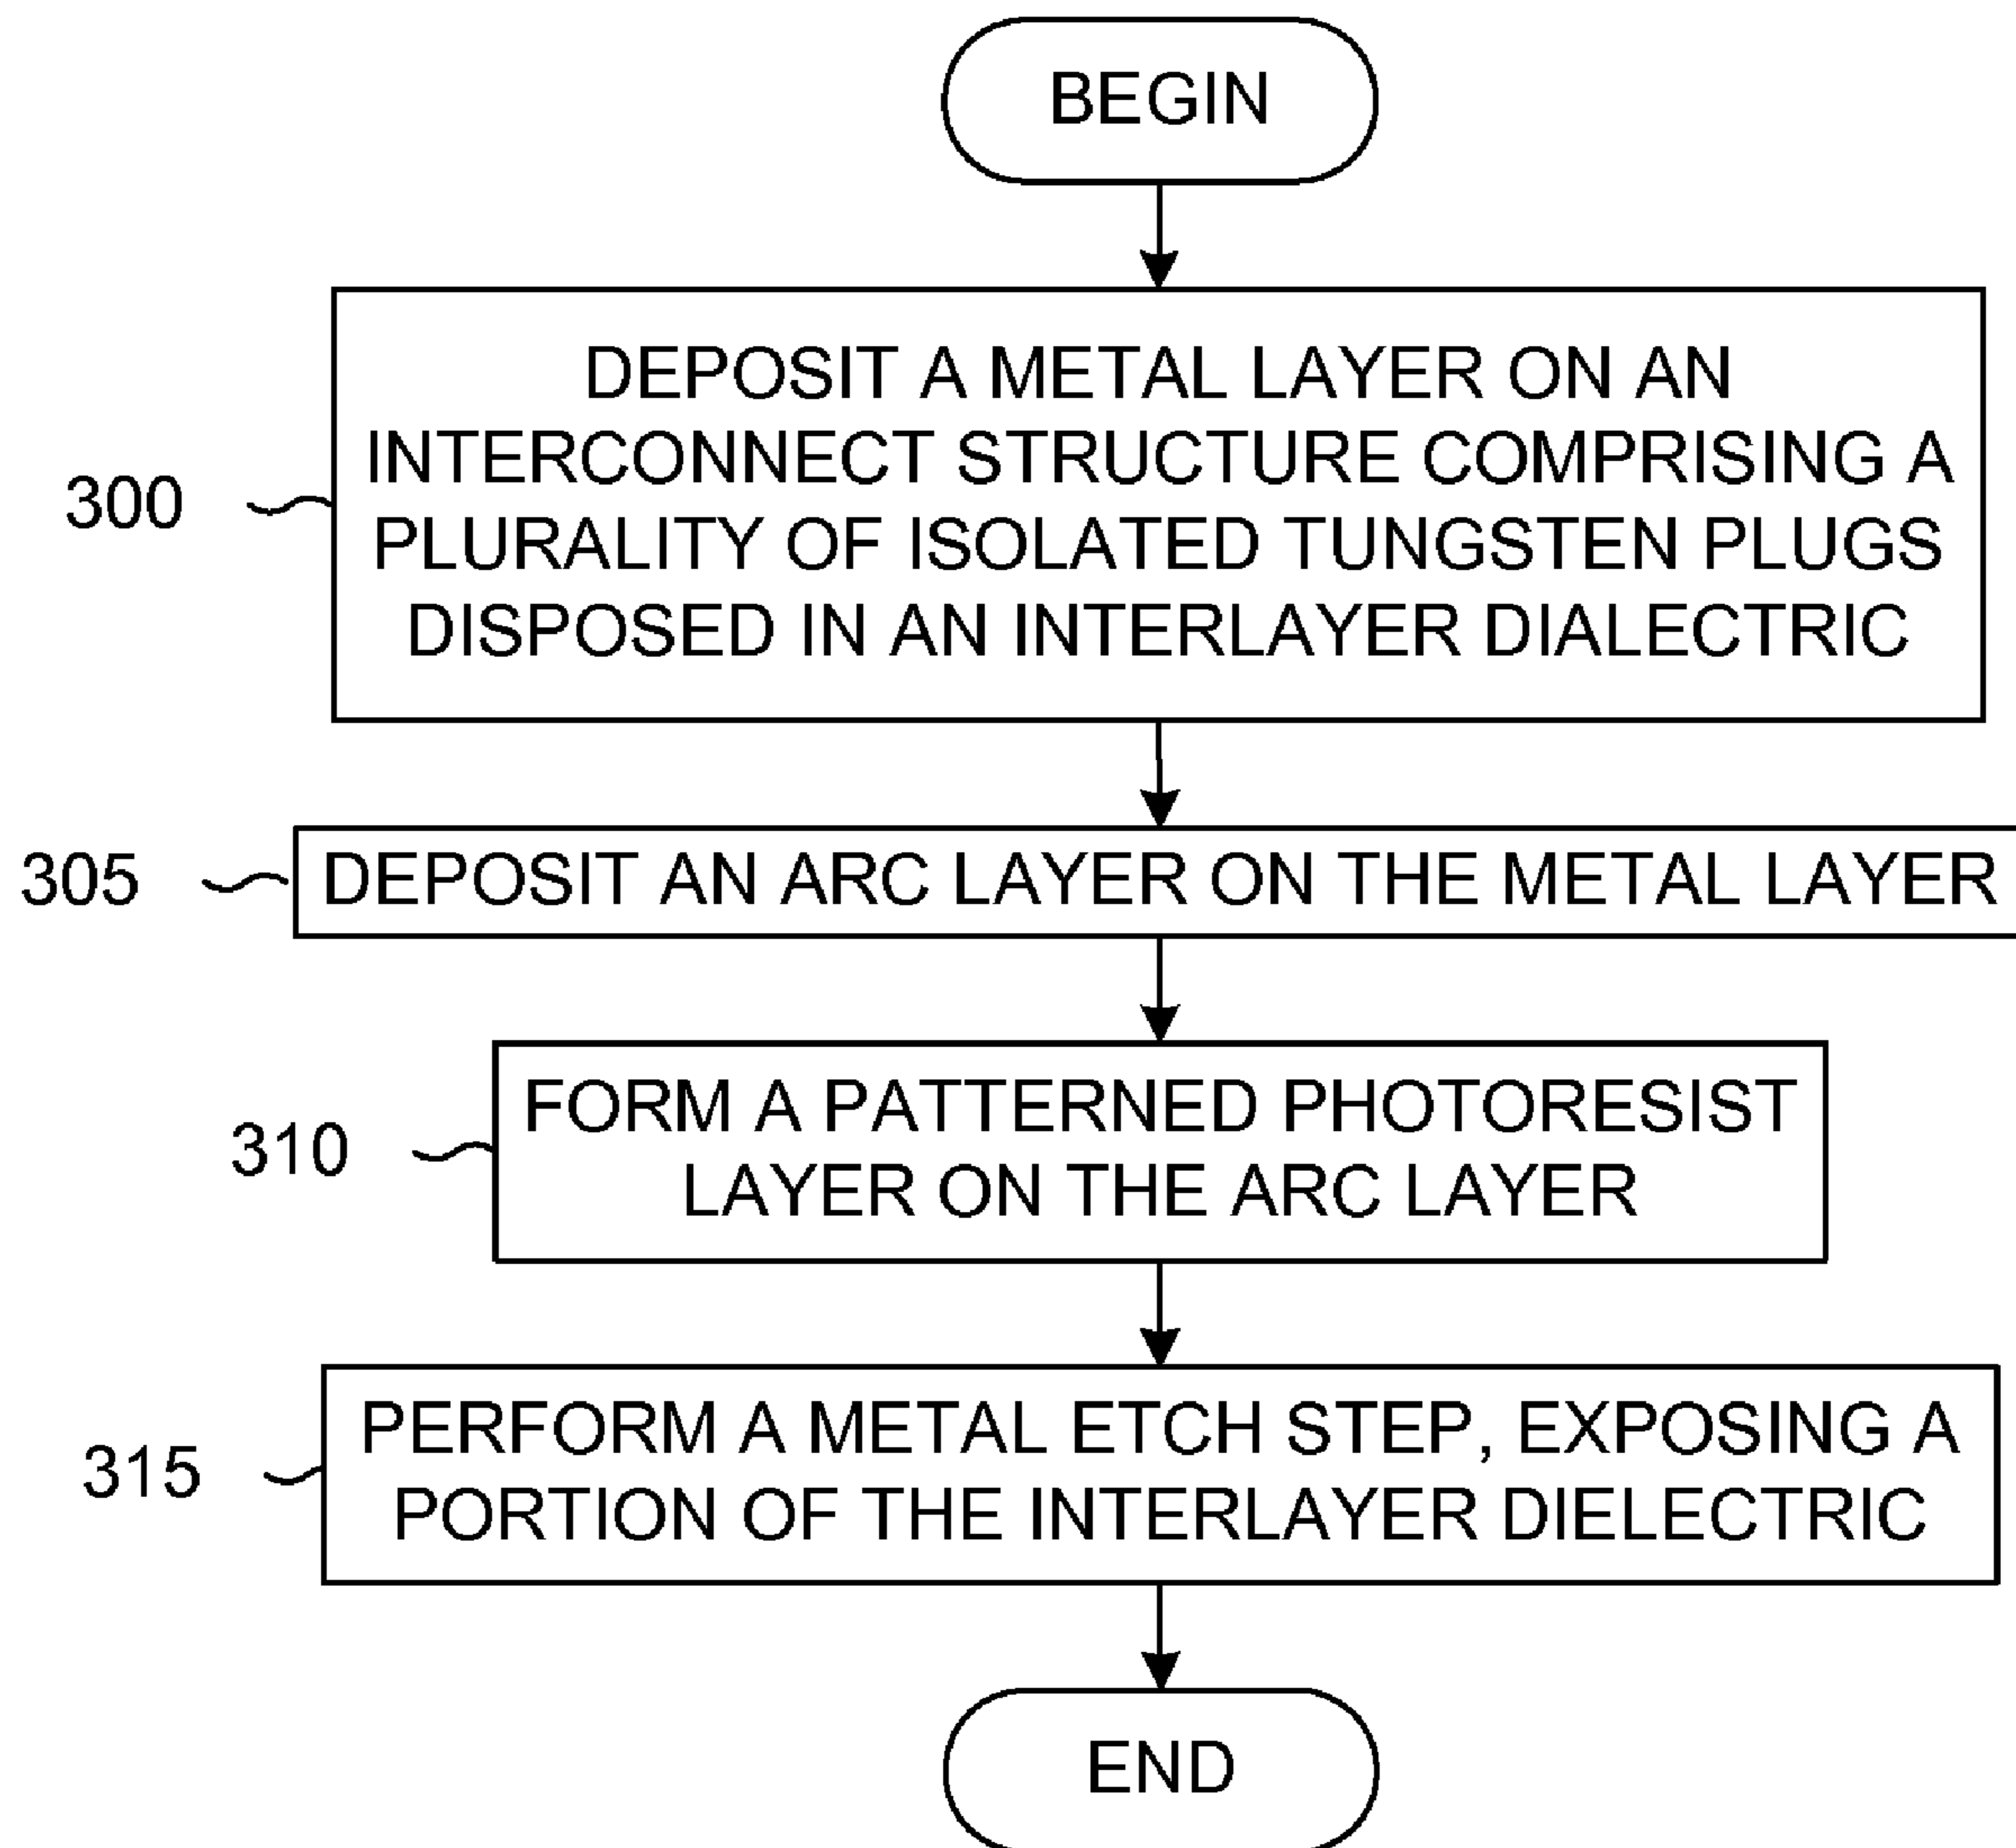 BEGIN
300
DEPOSIT A METAL LAYER ON AN
INTERCONNECT STRUCTURE COMPRISING A
PLURALITY OF ISOLATED TUNGSTEN PLUGS
DISPOSED IN AN INTERLAYER DIALECTRIC
305
DEPOSIT AN ARC LAYER ON THE METAL LAYER
310
FORM A PATTERNED PHOTORESIST
LAYER ON THE ARC LAYER
315
PERFORM A METAL ETCH STEP, EXPOSING A
PORTION OF THE INTERLAYER DIELECTRIC
END